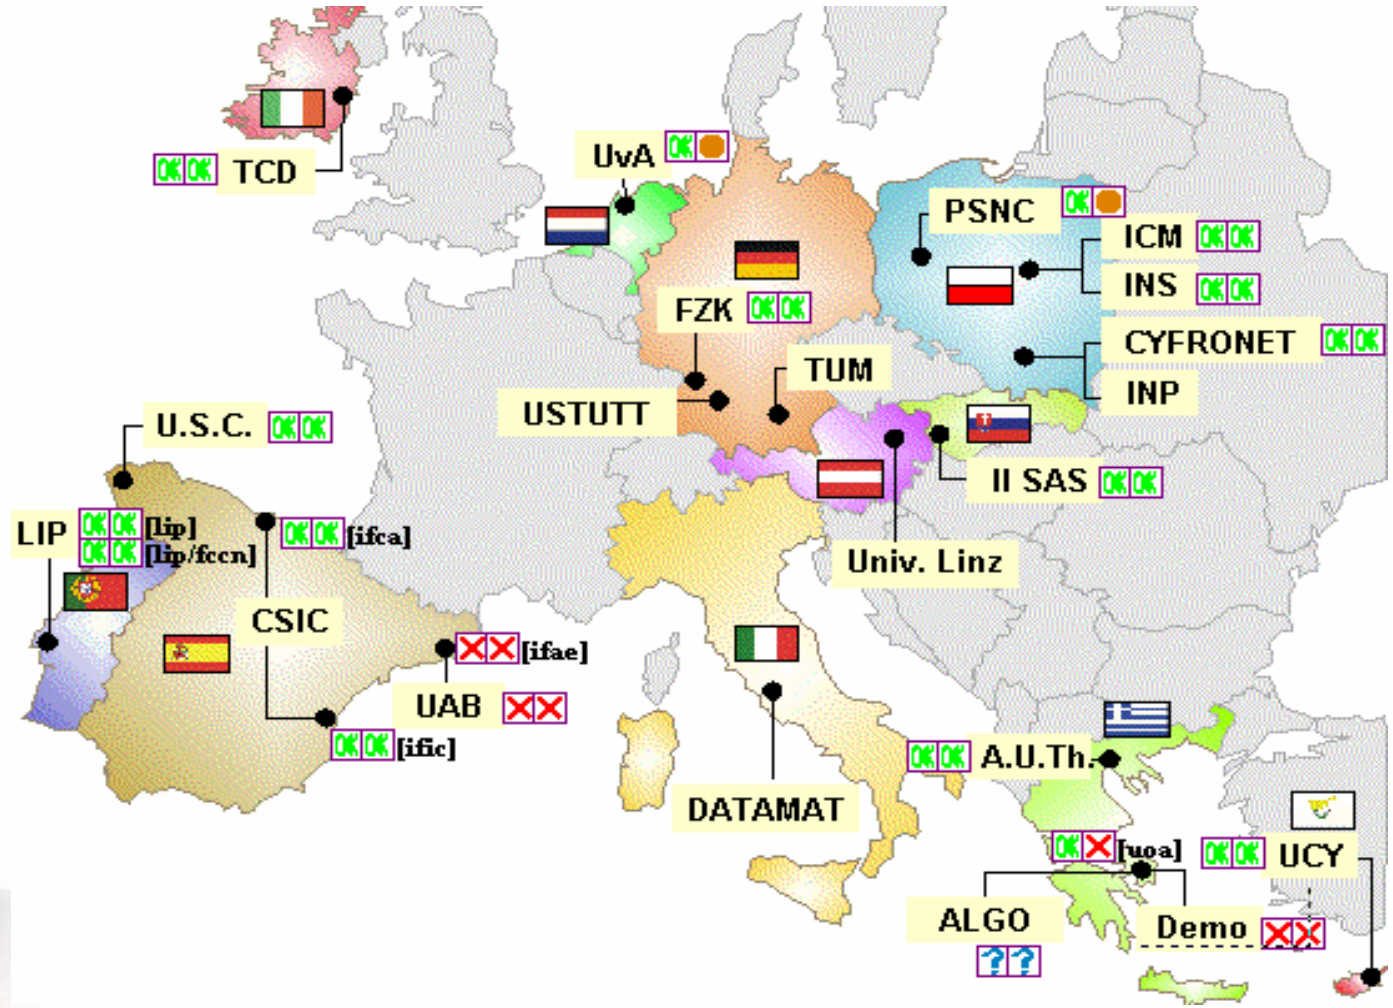 UvA OK
OK OK TCD
PSNC OK
ICM OK OK
INS OK OK
FZK OK OK
CYFRONET OK OK
TUM
INP
USTUTT
U.S.C. OK OK
II SAS OK OK
LIP OK OK [lip]
OK OK [lip/fccn]
OK OK [ifca]
Univ. Linz
CSIC
[ifae]
UAB
OK OK [ific]
OK OK A.U.Th.
DATAMAT
OK [uoa]
OK OK UCY
ALGO
Demo
? ?